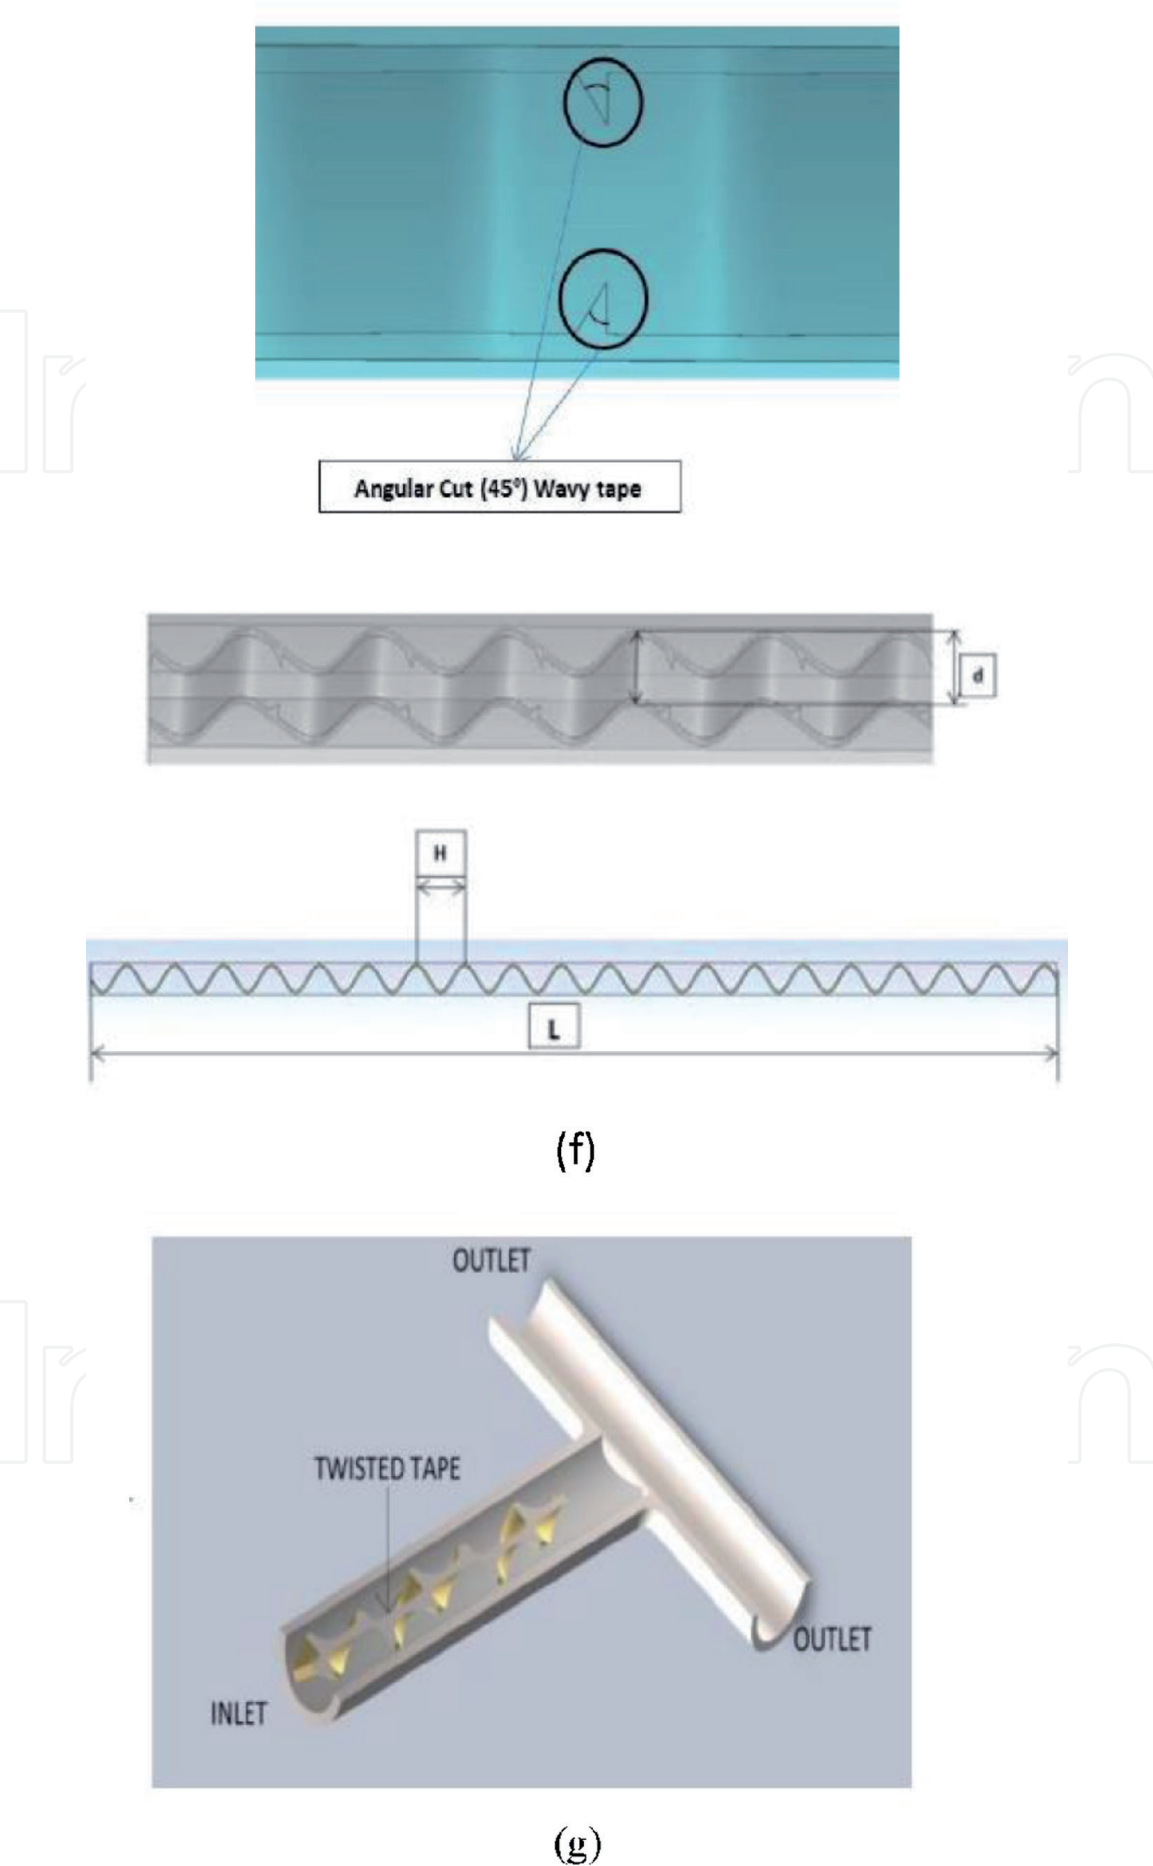 Angular Cut (45°) Wavy tape
d
H
L
(f)
OUTLET
TWISTED TAPE
OUTLET
INLET
(g)